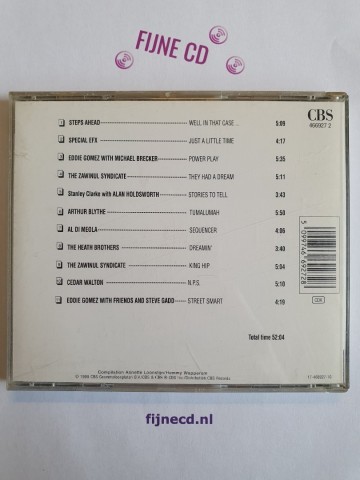 FIJNE CD
CBS
466927 2
STEPS AHEAD WELL IN THAT CASE... 5:09
SPECIAL EFX JUST A LITTLE TIME 4:17
EDDIE GOMEZ WITH MICHAEL BRECKER POWER PLAY 5:35
THE ZAWINUL SYNDICATE THEY HAD A DREAM 5:11
Stanley Clarke with ALAN HOLDSWORTH STORIES TO TELL 3:43
ARTHUR BLYTHE TUMALUMAH 5:50
AL DI MEOLA SEQUENCER 4:06
THE HEATH BROTHERS DREAMIN' 3:40
THE ZAWINUL SYNDICATE KING HIP 5:04
CEDAR WALTON N.P.S. 5:10
EDDIE GOMEZ WITH FRIENDS AND STEVE GADD STREET SMART 4:19
5 099746 692728
Total time 52:04
fijnecd.nl